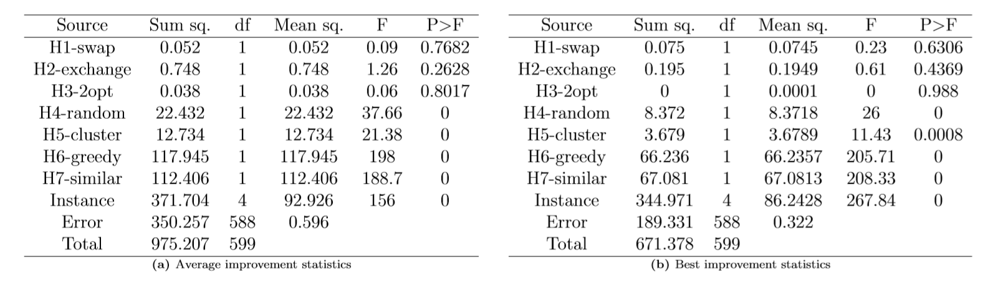 Source Sum sq. df Mean sq. F P>F
H1-swap 0.052 1 0.052 0.09 0.7682
H2-exchange 0.748 1 0.748 1.26 0.2628
H3-2opt 0.038 1 0.038 0.06 0.8017
H4-random 22.432 1 22.432 37.66 0
H5-cluster 12.734 1 12.734 21.38 0
H6-greedy 117.945 1 117.945 198 0
H7-similar 112.406 1 112.406 188.7 0
Instance 371.704 4 92.926 156 0
Error 350.257 588 0.596
Total 975.207 599
(a) Average improvement statistics
Source Sum sq. df Mean sq. F P>F
H1-swap 0.075 1 0.0745 0.23 0.6306
H2-exchange 0.195 1 0.1949 0.61 0.4369
H3-2opt 0 1 0.0001 0 0.988
H4-random 8.372 1 8.3718 26 0
H5-cluster 3.679 1 3.6789 11.43 0.0008
H6-greedy 66.236 1 66.2357 205.71 0
H7-similar 67.081 1 67.0813 208.33 0
Instance 344.971 4 86.2428 267.84 0
Error 189.331 588 0.322
Total 671.378 599
(b) Best improvement statistics